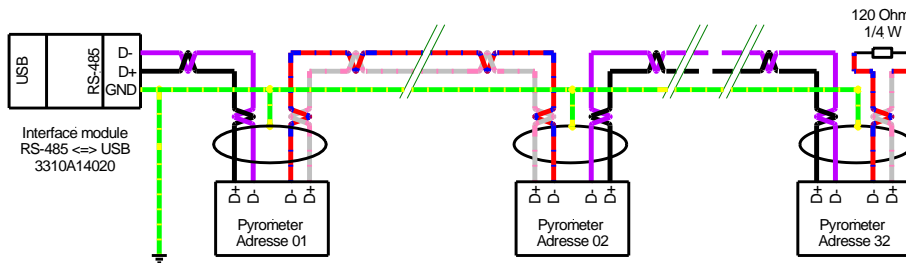 120 Ohm
1/4 W
USB
RS-485
D-
D+
GND
Interface module
RS-485 <=> USB
3310A14020
D+ D- D- D+
Pyrometer
Adresse 01
D+ D- D- D+
Pyrometer
Adresse 02
D+ D- D- D+
Pyrometer
Adresse 32